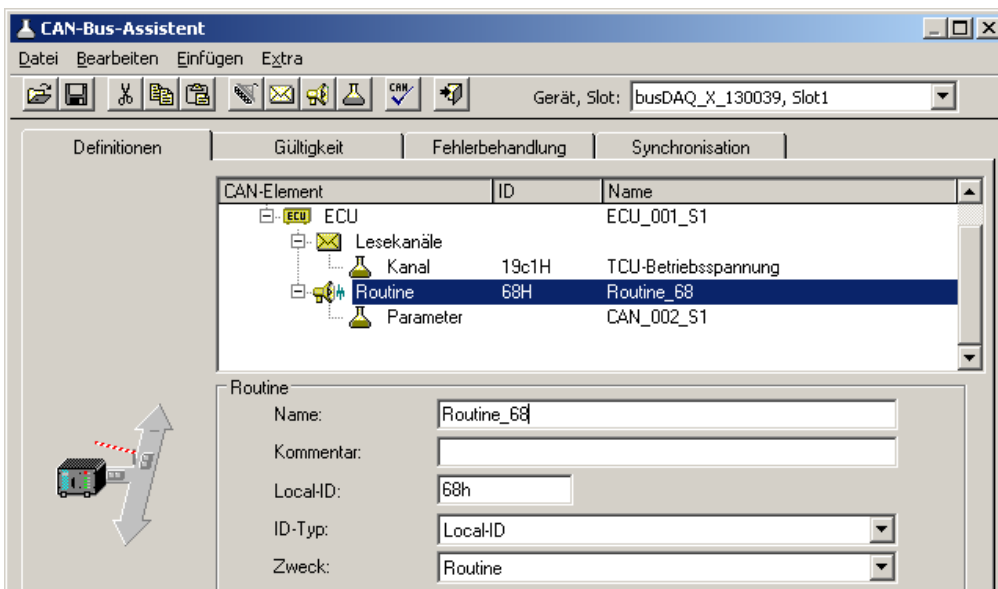 CAN-Bus-Assistent
Datei Bearbeiten Einfügen Extra
CAN Gerät, Slot: busDAQ_X_130039, Slot1
Definitionen Gültigkeit Fehlerbehandlung Synchronisation
CAN-Element ID Name
ECU ECU ECU_001_S1
Lesekanäle
Kanal 19c1H TCU-Betriebsspannung
Routine 68H Routine_68
Parameter CAN_002_S1
Routine
Name: Routine_68
Kommentar:
Local-ID: 68h
ID-Typ: Local-ID
Zweck: Routine